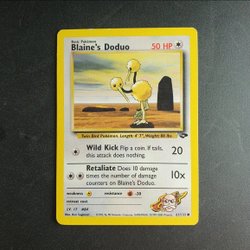 Basic Pokémon
Blaine's Doduo
50 HP
Twin Bird Pokémon. Length: 4' 7", Weight: 86 lbs.
Wild Kick Flip a coin. If tails,
this attack does nothing.
20
Retaliate Does 10 damage
times the number of damage
counters on Blaine's Doduo.
10x
weakness
resistance
-30
retreat cost